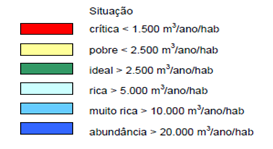 Situação
crítica < 1.500 m³/ano/hab
pobre < 2.500 m³/ano/hab
ideal > 2.500 m³/ano/hab
rica > 5.000 m³/ano/hab
muito rica > 10.000 m³/ano/hab
abundância > 20.000 m³/ano/hab